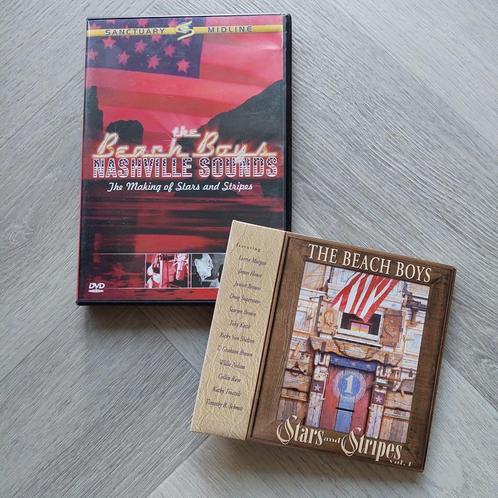 SANCTUARY MIDLINE
the
Beach Boys
NASHVILLE SOUNDS
The Making of Stars and Stripes
DVD
featuring
Lorrie Morgan
James House
Junior Brown
Doug Supernaw
Sawyer Brown
Toby Keith
Ricky Van Shelton
T. Graham Brown
Willie Nelson
Collin Raye
Kathy Troccoli
Timothy B. Schmit
THE BEACH BOYS
1
Stars and Stripes
vol. 1